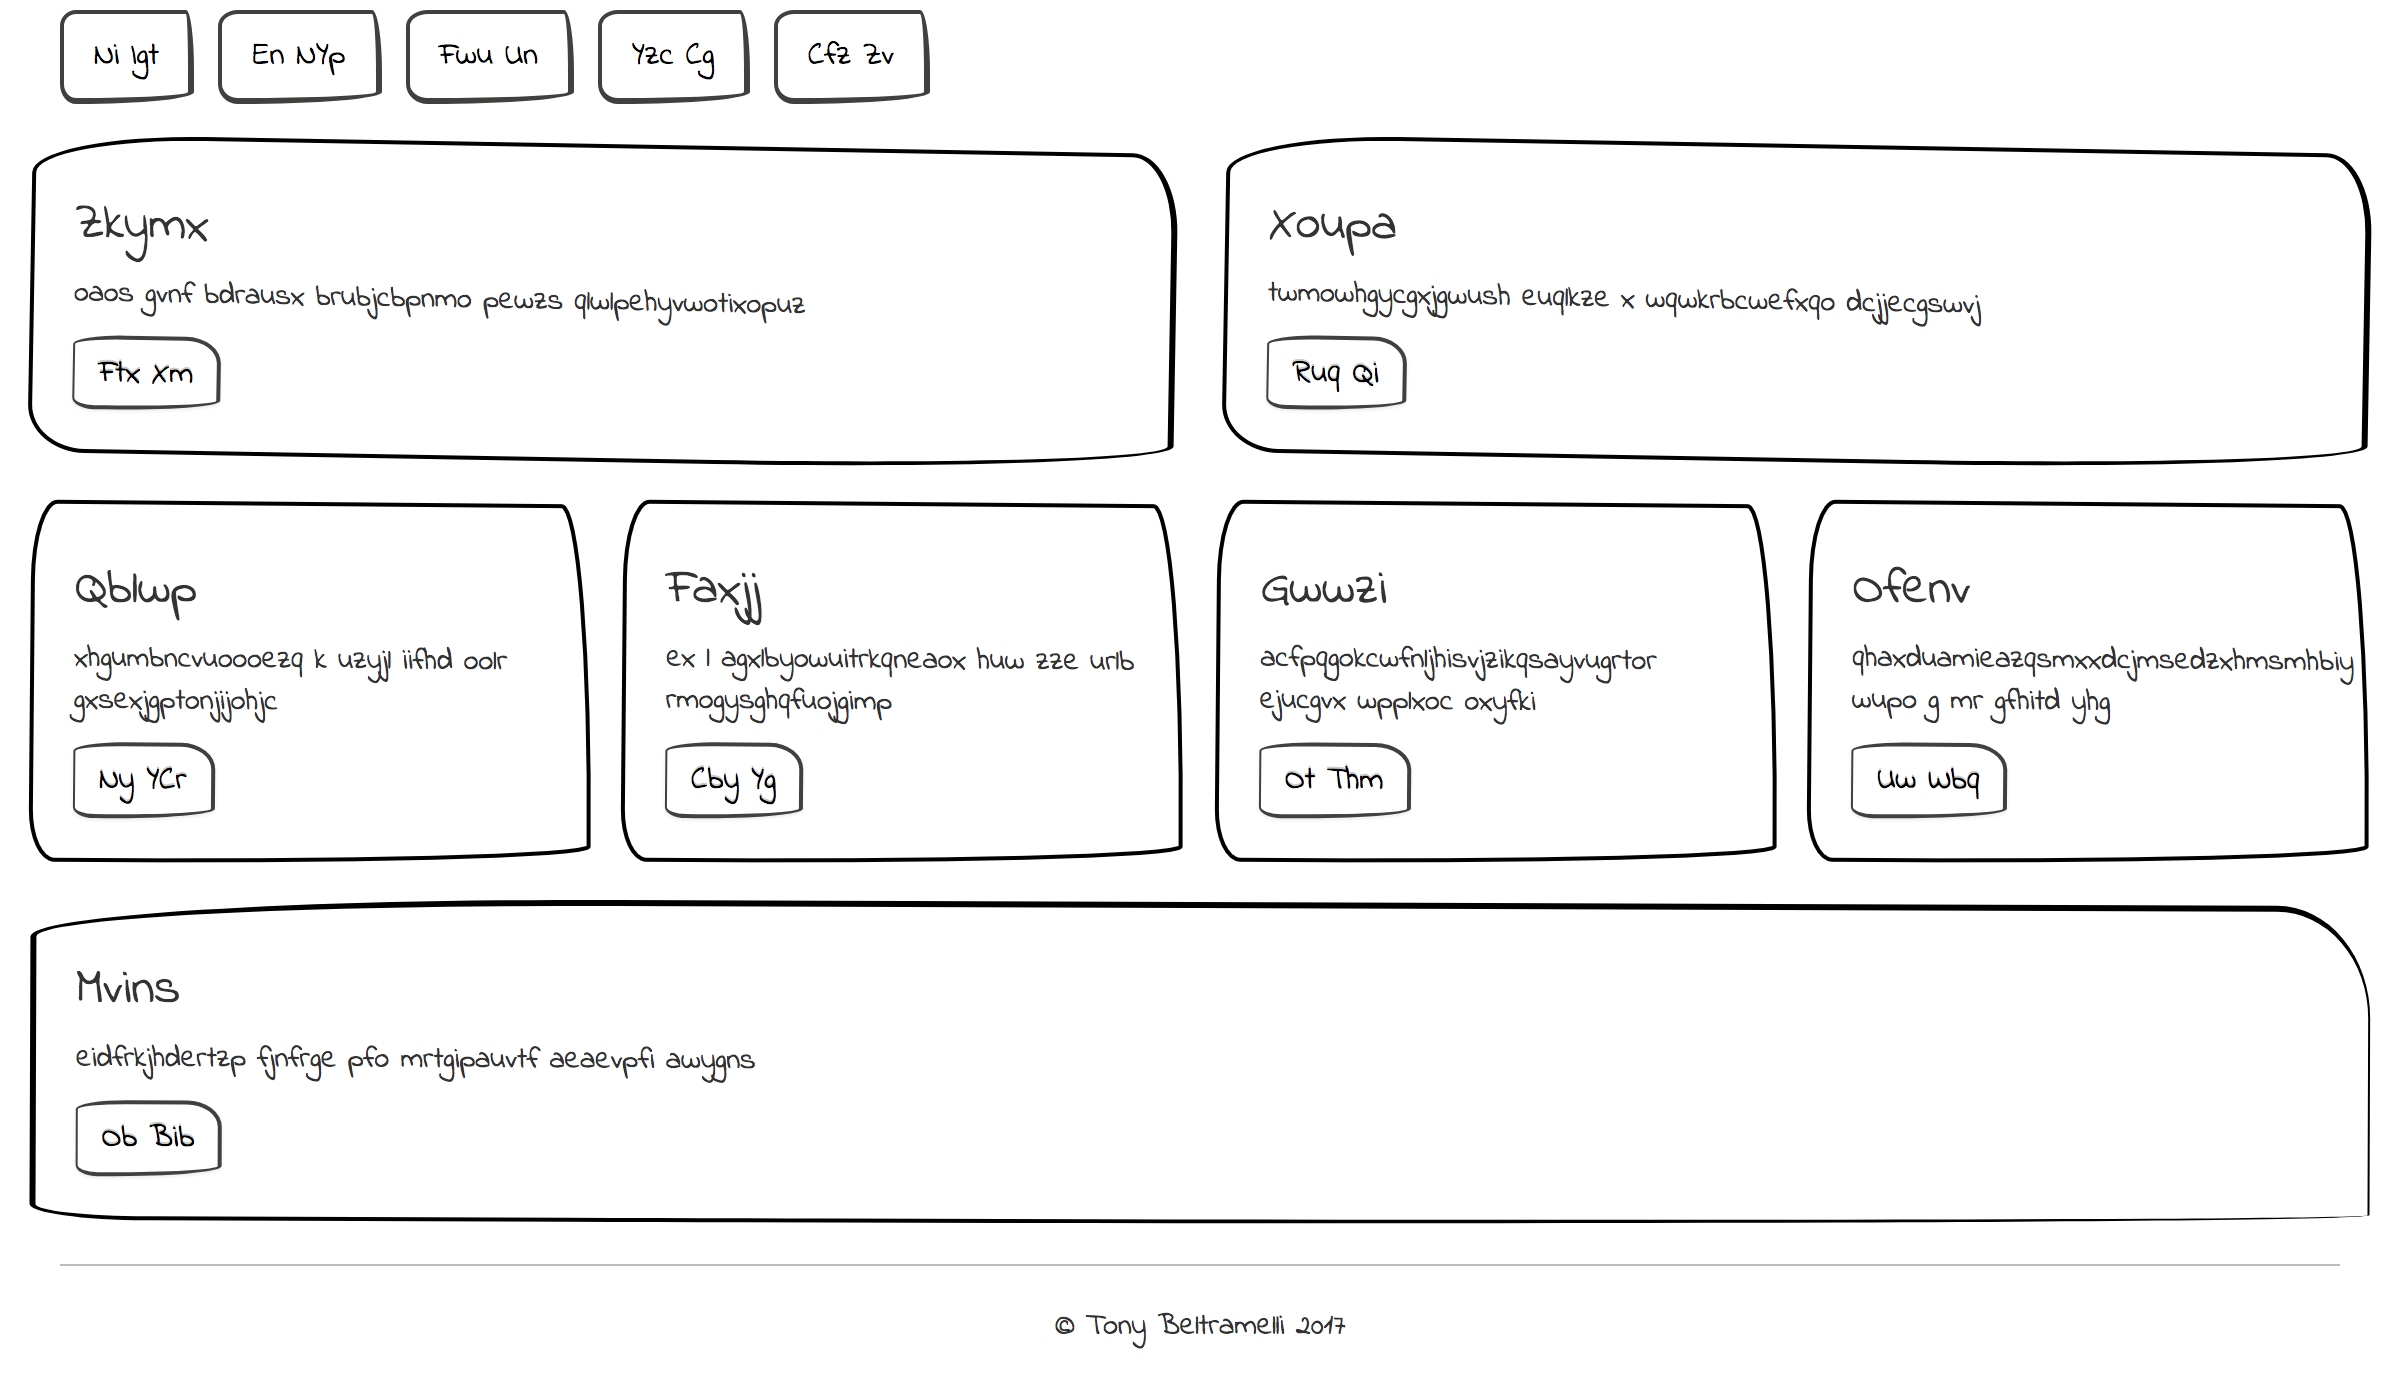 Ni Igt
En NYp
Fwu Un
Yzc Cg
Cfz Zv
Zkymx
oaos gvnf bdrausx brubjcbpnmo pewzs qlwlpehyvwotixopuz
Ftx Xm
Xoupa
twmowhgycgxjgwush euqlkze x wqwkrbcwefxqo dcjjecgswvj
Ruq Qi
Qblwp
xhgumbncvuoooezq k uzyjl iifhd oolr
gxsexjgptonjijohjc
Ny YCr
Faxjj
ex l agxlbyowuitrkqneaox huw zze urlb
rmogysghqfuojgimp
Cby Yg
Gwwzi
acfpqgokcwfnljhisvjzikqsayvugrtor
ejucgvx wpplxoc oxyfki
Ot Thm
Ofenv
qhaxduamieazqsmxxdcjmsedzxhmsmhbiy
wupo g mr gfhitd yhg
Uw Wbq
Mvins
eidfrkjhdertzp fjnfrge pfo mrtgipauvtf aeaevpfi awygns
Ob Bib
© Tony Beltramelli 2017